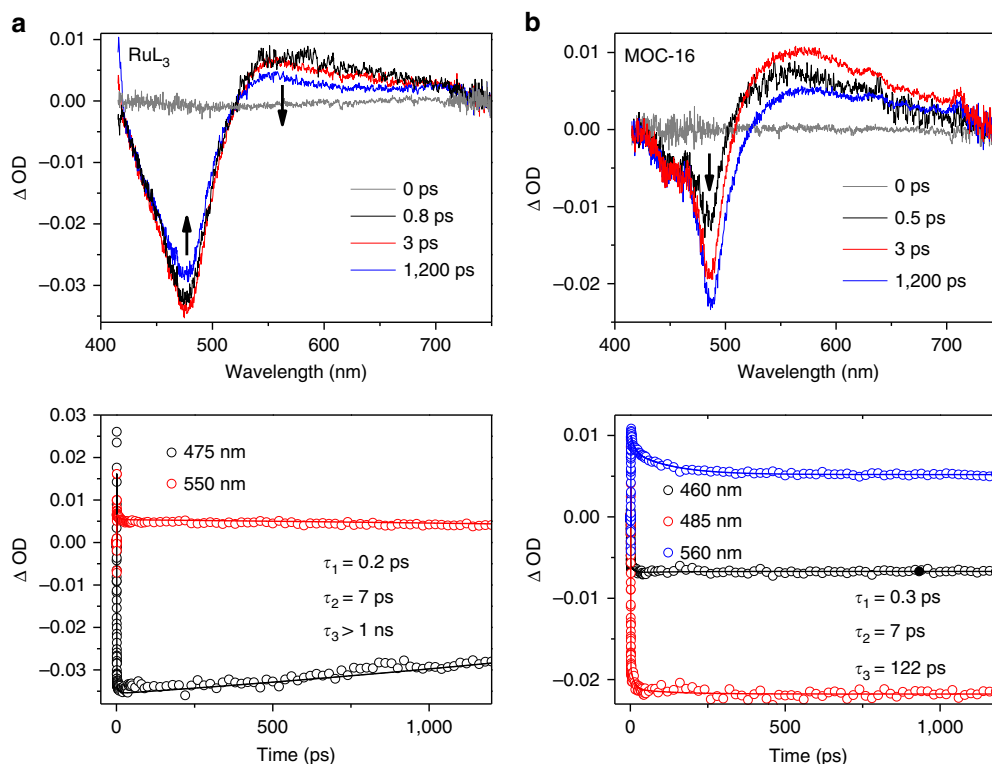 a
RuL3
0.01
0.00
−0.01
−0.02
−0.03
Δ OD
0 ps
0.8 ps
3 ps
1,200 ps
400
500
600
700
Wavelength (nm)
b
MOC-16
0.01
0.00
−0.01
−0.02
Δ OD
0 ps
0.5 ps
3 ps
1,200 ps
400
500
600
700
Wavelength (nm)
0.03
0.02
0.01
0.00
−0.01
−0.02
−0.03
Δ OD
475 nm
550 nm
τ1 = 0.2 ps
τ2 = 7 ps
τ3 > 1 ns
0
500
1,000
Time (ps)
0.01
0.00
−0.01
−0.02
Δ OD
460 nm
485 nm
560 nm
τ1 = 0.3 ps
τ2 = 7 ps
τ3 = 122 ps
0
500
1,000
Time (ps)